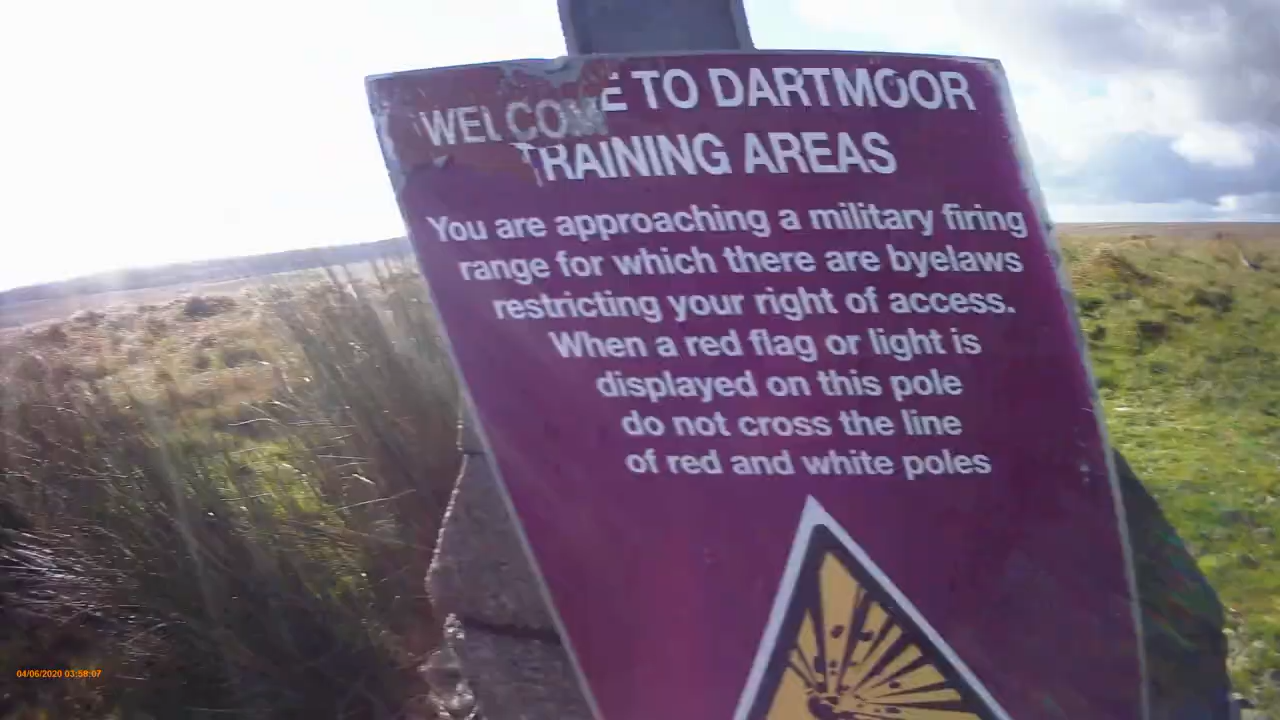 WELCOME TO DARTMOOR
TRAINING AREAS
You are approaching a military firing
range for which there are byelaws
restricting your right of access.
When a red flag or light is
displayed on this pole
do not cross the line
of red and white poles
04/06/2020 03:58:07